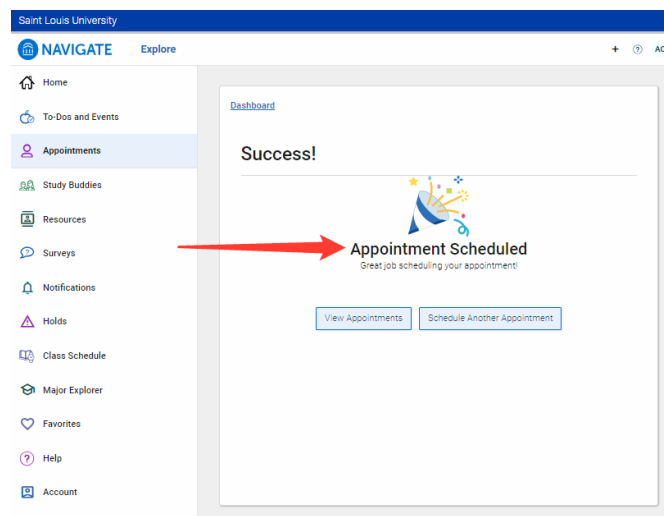 Saint Louis University
NAVIGATE Explore
Home
To-Dos and Events
Appointments
Study Buddies
Resources
Surveys
Notifications
Holds
Class Schedule
Major Explorer
Favorites
Help
Account
Dashboard
Success!
Appointment Scheduled
Great job scheduling your appointment!
View Appointments Schedule Another Appointment